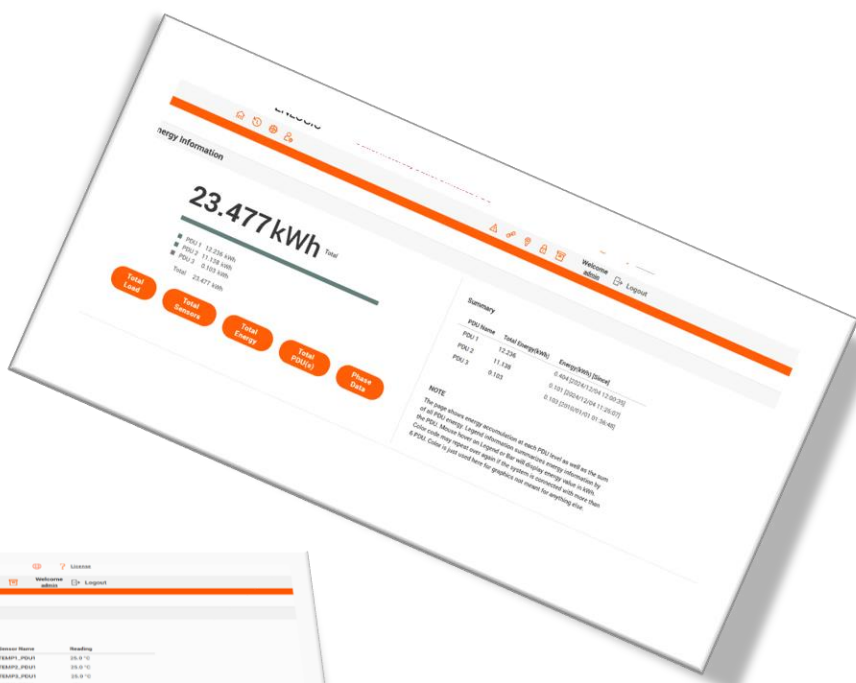 nergy Information
23.477 kWh Total
PDU 1 12.236 kWh
PDU 2 11.138 kWh
PDU 3 0.103 kWh
Total 23.477 kWh
Total Load
Total Sensors
Total Energy
Total PDU(s)
Phase Data
Welcome admin
Logout
Summary
PDU Name Total Energy(kWh) Energy(kWh) [Since]
PDU 1 12.236 0.404 [2024/12/04 12:00:35]
PDU 2 11.138 0.191 [2024/12/04 11:25:07]
PDU 3 0.103 0.103 [2010/01/01 01:36:48]
NOTE
The page shows energy accumulation at each PDU level as well as the sum
of all PDU energy. Legend information summarizes energy information by
the PDU. Mouse hover on Legend or Bar will display energy value in kWh.
Color code may repeat over again if the system is connected with more than
6 PDU. Color is just used here for graphics not meant for anything else.
License
Welcome admin
Logout
Sensor Name Reading
TEMP1_PDU1 25.0 °C
TEMP2_PDU1 25.0 °C
TEMP3_PDU1 25.0 °C